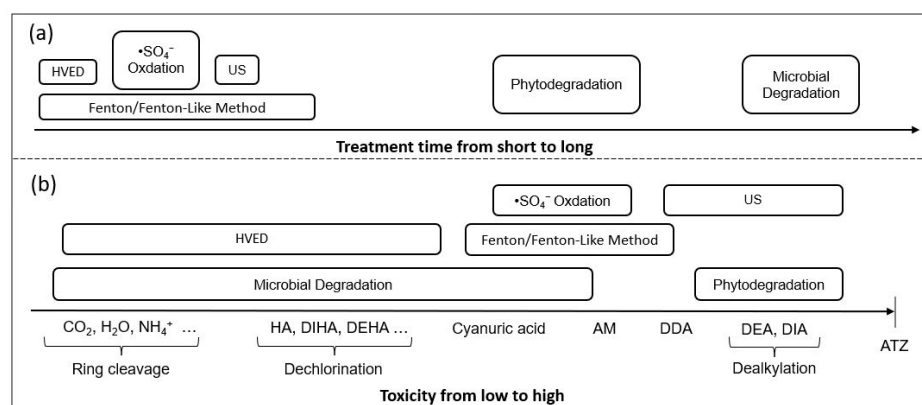 (a)
•SO₄⁻
Oxdation
HVED
US
Fenton/Fenton-Like Method
Phytodegradation
Microbial
Degradation
Treatment time from short to long
(b)
•SO₄⁻ Oxdation
US
HVED
Fenton/Fenton-Like Method
Microbial Degradation
Phytodegradation
CO₂, H₂O, NH₄⁺ ...
HA, DIHA, DEHA ...
Cyanuric acid
AM
DDA
DEA, DIA
ATZ
Ring cleavage
Dechlorination
Dealkylation
Toxicity from low to high